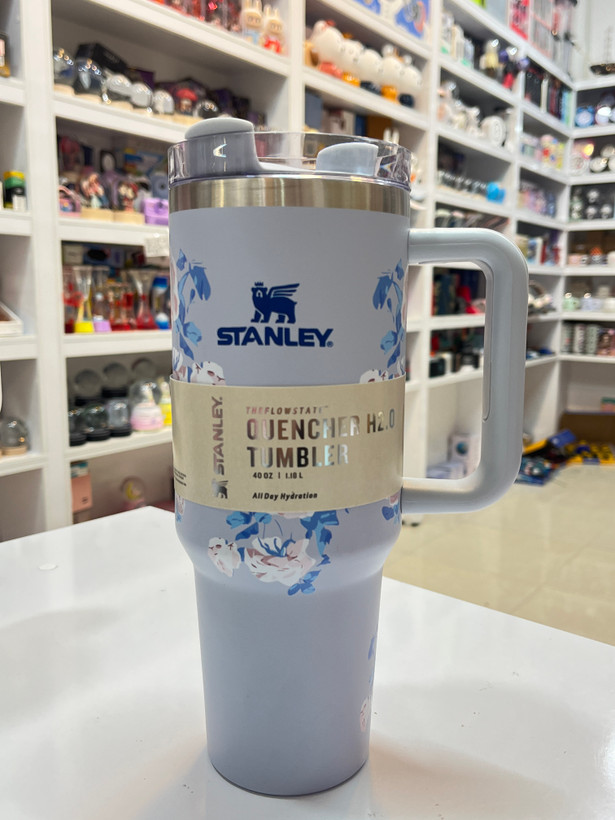 STANLEY®
STANLEY.
THE FLOWSTATE™
QUENCHER H2.0
TUMBLER
40 OZ | 1.18 L
All Day Hydration